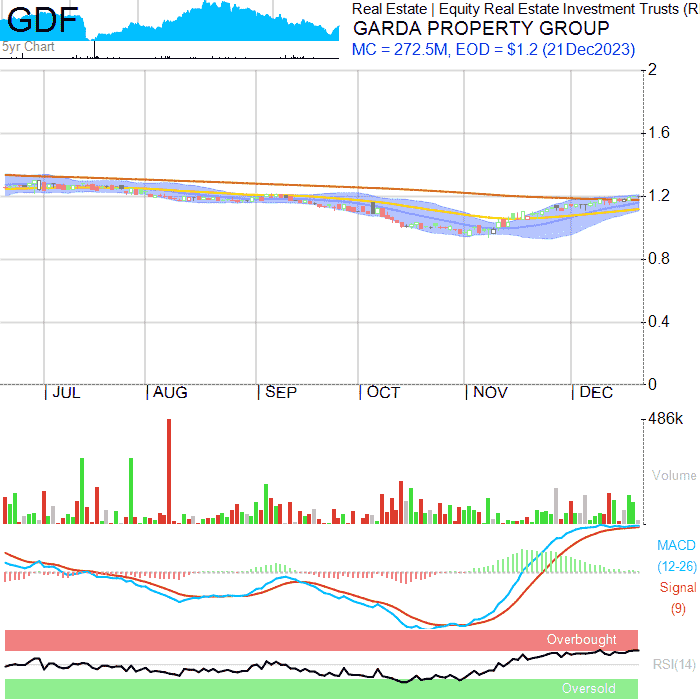 GDF
Real Estate | Equity Real Estate Investment Trusts (R
GARDA PROPERTY GROUP
MC = 272.5M, EOD = $1.2 (21Dec2023)
5yr Chart
2
1.6
1.2
0.8
0.4
0
JUL AUG SEP OCT NOV DEC
486k
Volume
MACD
(12-26)
Signal
(9)
Overbought
RSI(14)
Oversold